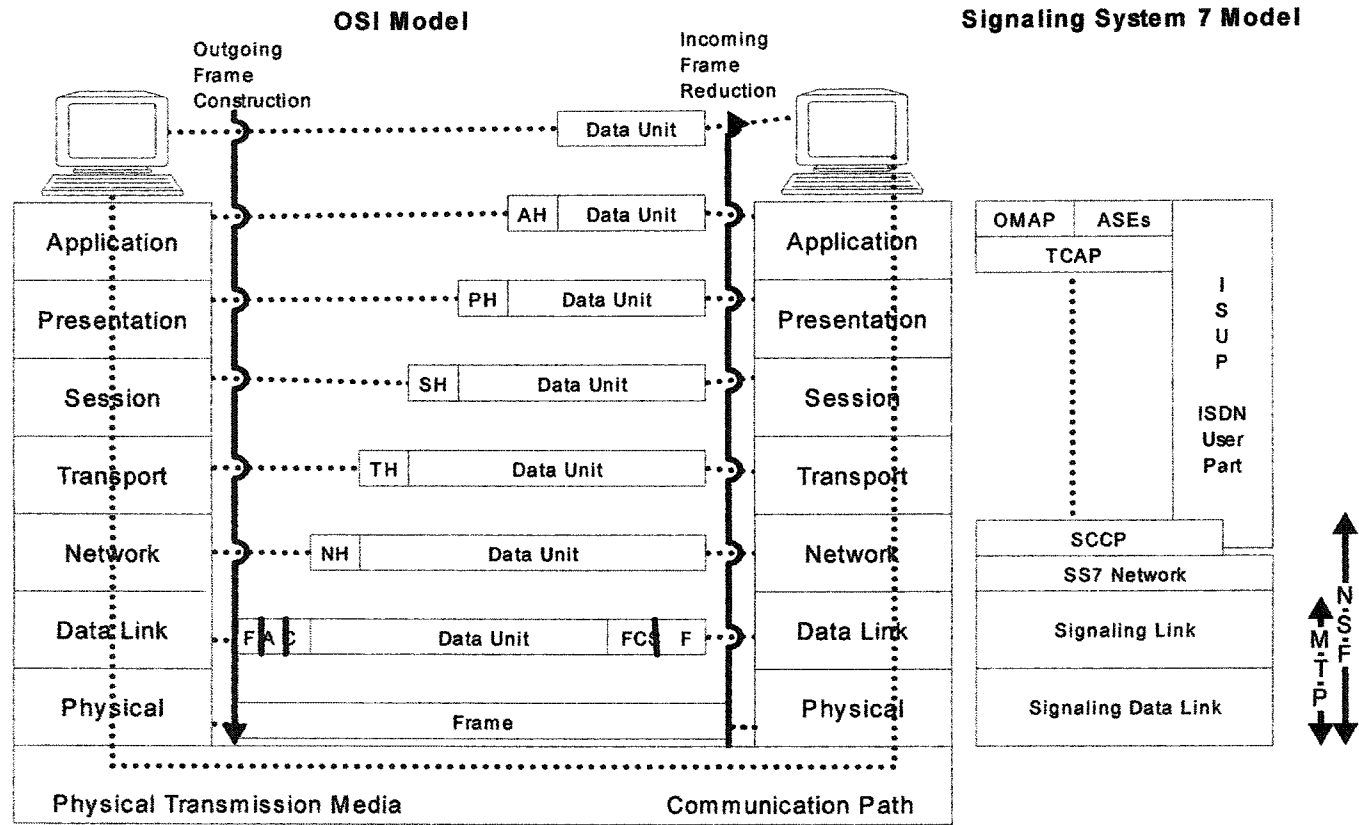 OSI Model
Signaling System 7 Model
Outgoing
Frame
Construction
Incoming
Frame
Reduction
Data Unit
AH Data Unit
PH Data Unit
SH Data Unit
TH Data Unit
NH Data Unit
F A C Data Unit FCS F
Frame
Application
Presentation
Session
Transport
Network
Data Link
Physical
Application
Presentation
Session
Transport
Network
Data Link
Physical
Physical Transmission Media
Communication Path
OMAP ASEs
TCAP
I
S
U
P
ISDN
User
Part
SCCP
SS7 Network
Signaling Link
Signaling Data Link
M-T-P
N-S-F